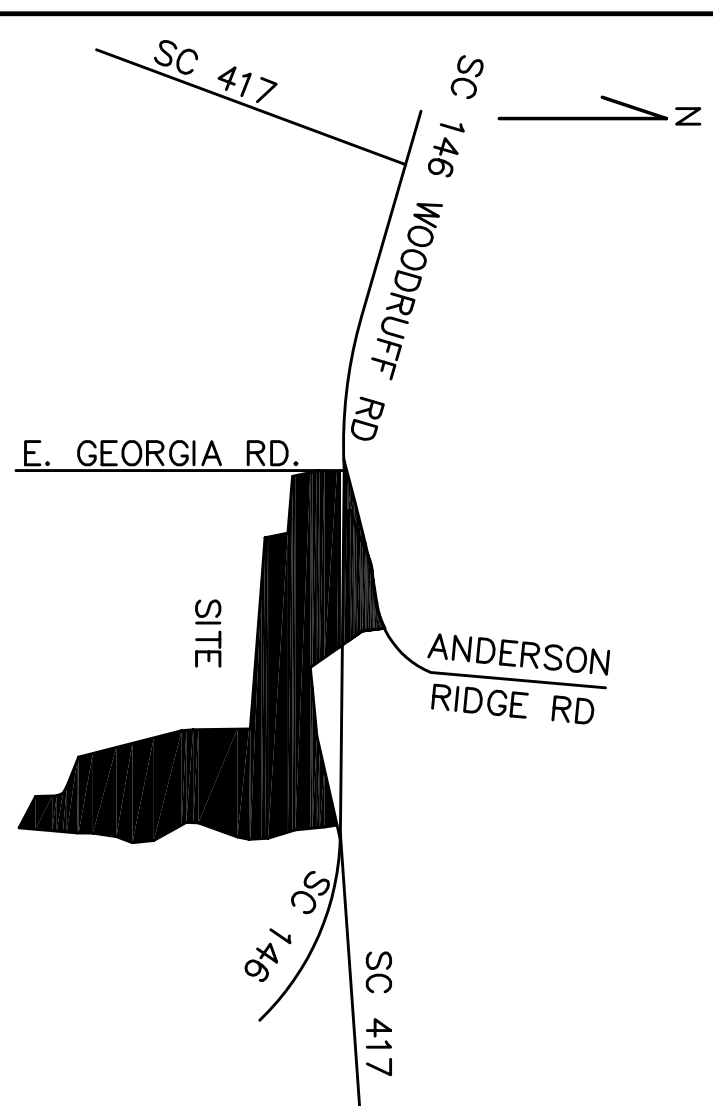 SC 417
SC 146 WOODRUFF RD
N
E. GEORGIA RD.
SITE
ANDERSON
RIDGE RD
SC 146
SC 417